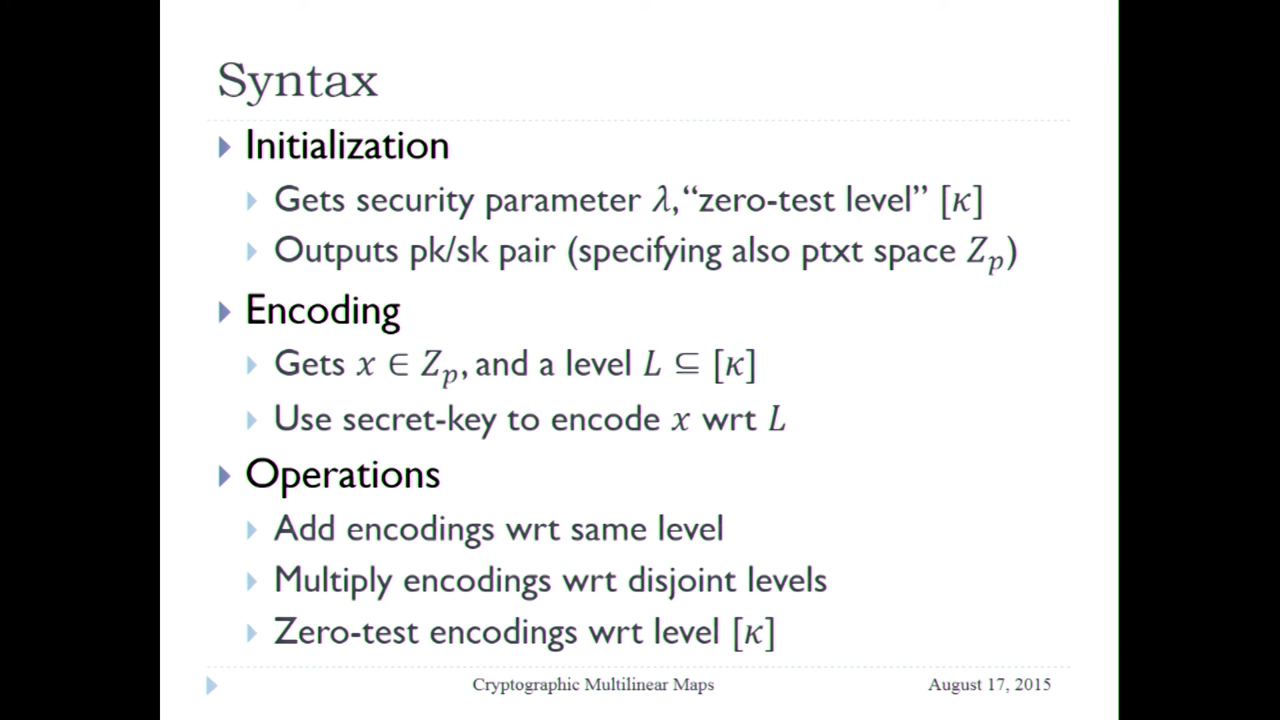 Syntax
Initialization
Gets security parameter λ, “zero-test level” [κ]
Outputs pk/sk pair (specifying also ptxt space Z_p)
Encoding
Gets x ∈ Z_p, and a level L ⊆ [κ]
Use secret-key to encode x wrt L
Operations
Add encodings wrt same level
Multiply encodings wrt disjoint levels
Zero-test encodings wrt level [κ]
Cryptographic Multilinear Maps August 17, 2015